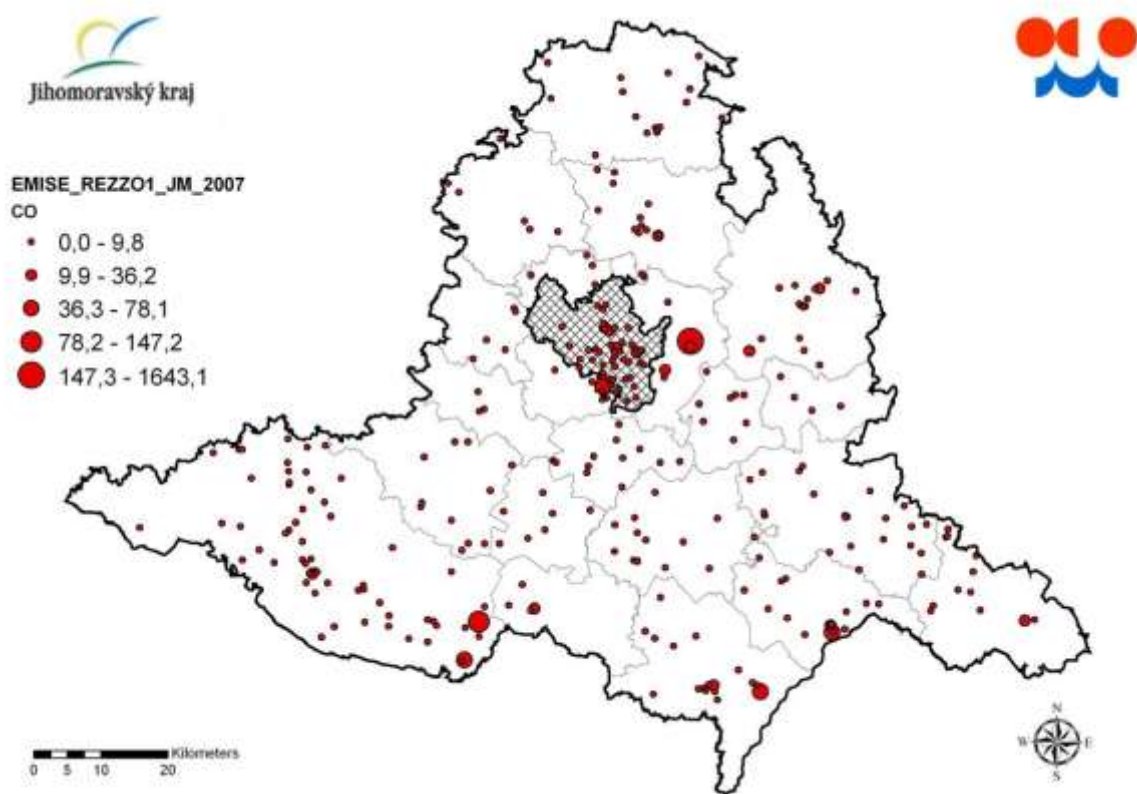 Jihomoravský kraj
EMISE_REZZO1_JM_2007
CO
0,0 - 9,8
9,9 - 36,2
36,3 - 78,1
78,2 - 147,2
147,3 - 1643,1
Kilometers
0 5 10 20
N
W E
S